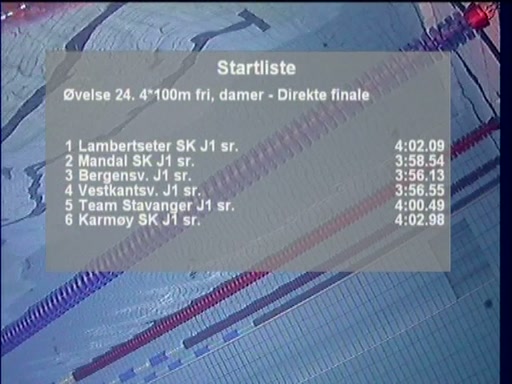 Startliste
Øvelse 24. 4*100m fri, damer - Direkte finale
1 Lambertseter SK J1 sr. 4:02.09
2 Mandal SK J1 sr. 3:58.54
3 Bergensv. J1 sr. 3:56.13
4 Vestkantsv. J1 sr. 3:56.55
5 Team Stavanger J1 sr. 4:00.49
6 Karmøy SK J1 sr. 4:02.98